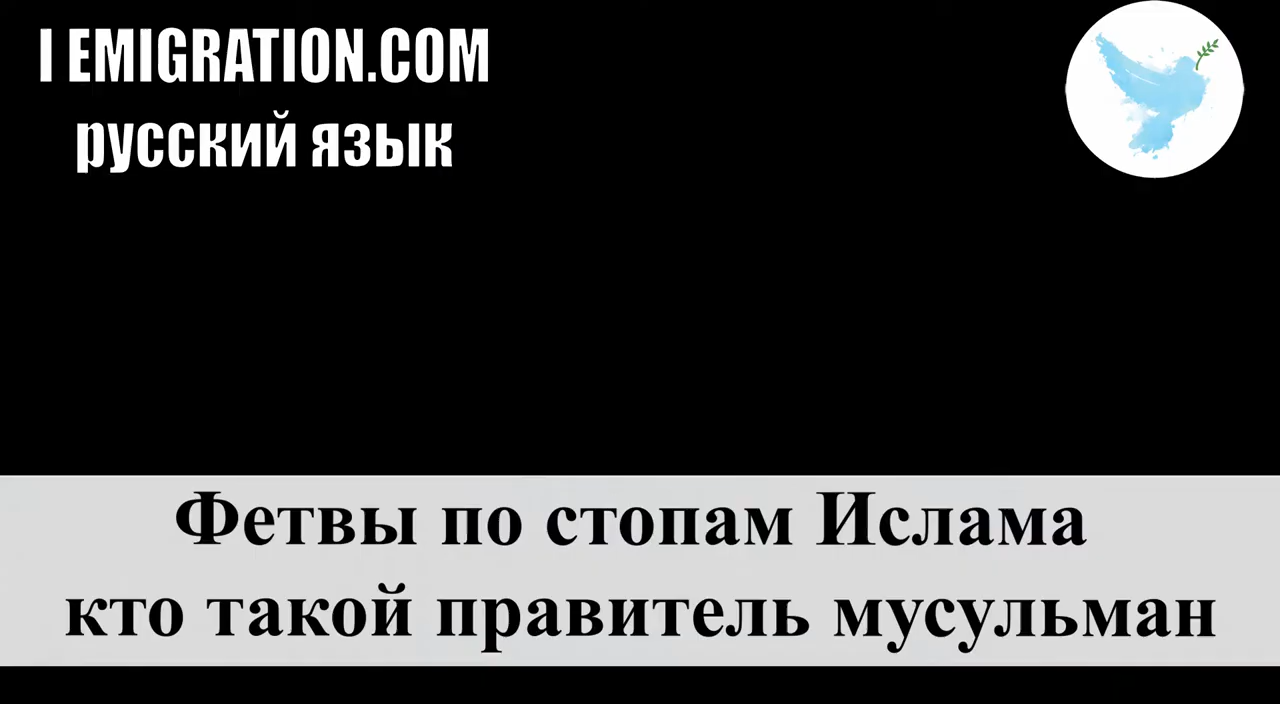 I EMIGRATION.COM
русский язык
Фетвы по стопам Ислама
кто такой правитель мусульман